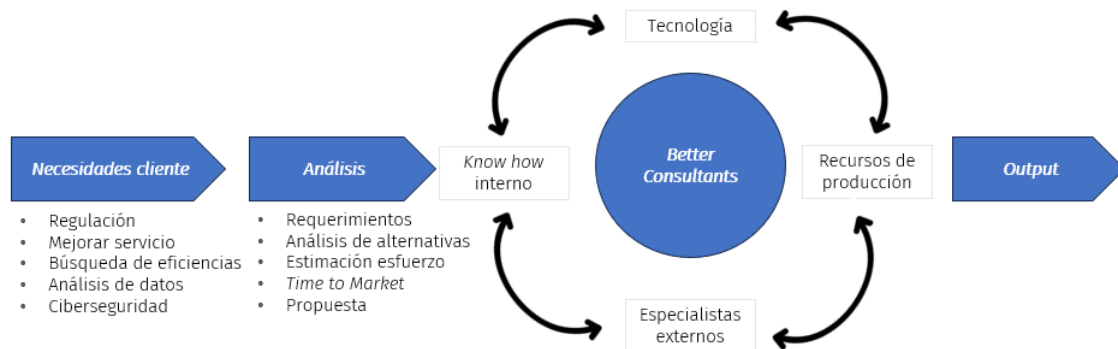 Tecnología
Necesidades cliente
• Regulación
• Mejorar servicio
• Búsqueda de eficiencias
• Análisis de datos
• Ciberseguridad
Análisis
• Requerimientos
• Análisis de alternativas
• Estimación esfuerzo
• Time to Market
• Propuesta
Know how
interno
Better
Consultants
Recursos de
producción
Especialistas
externos
Output